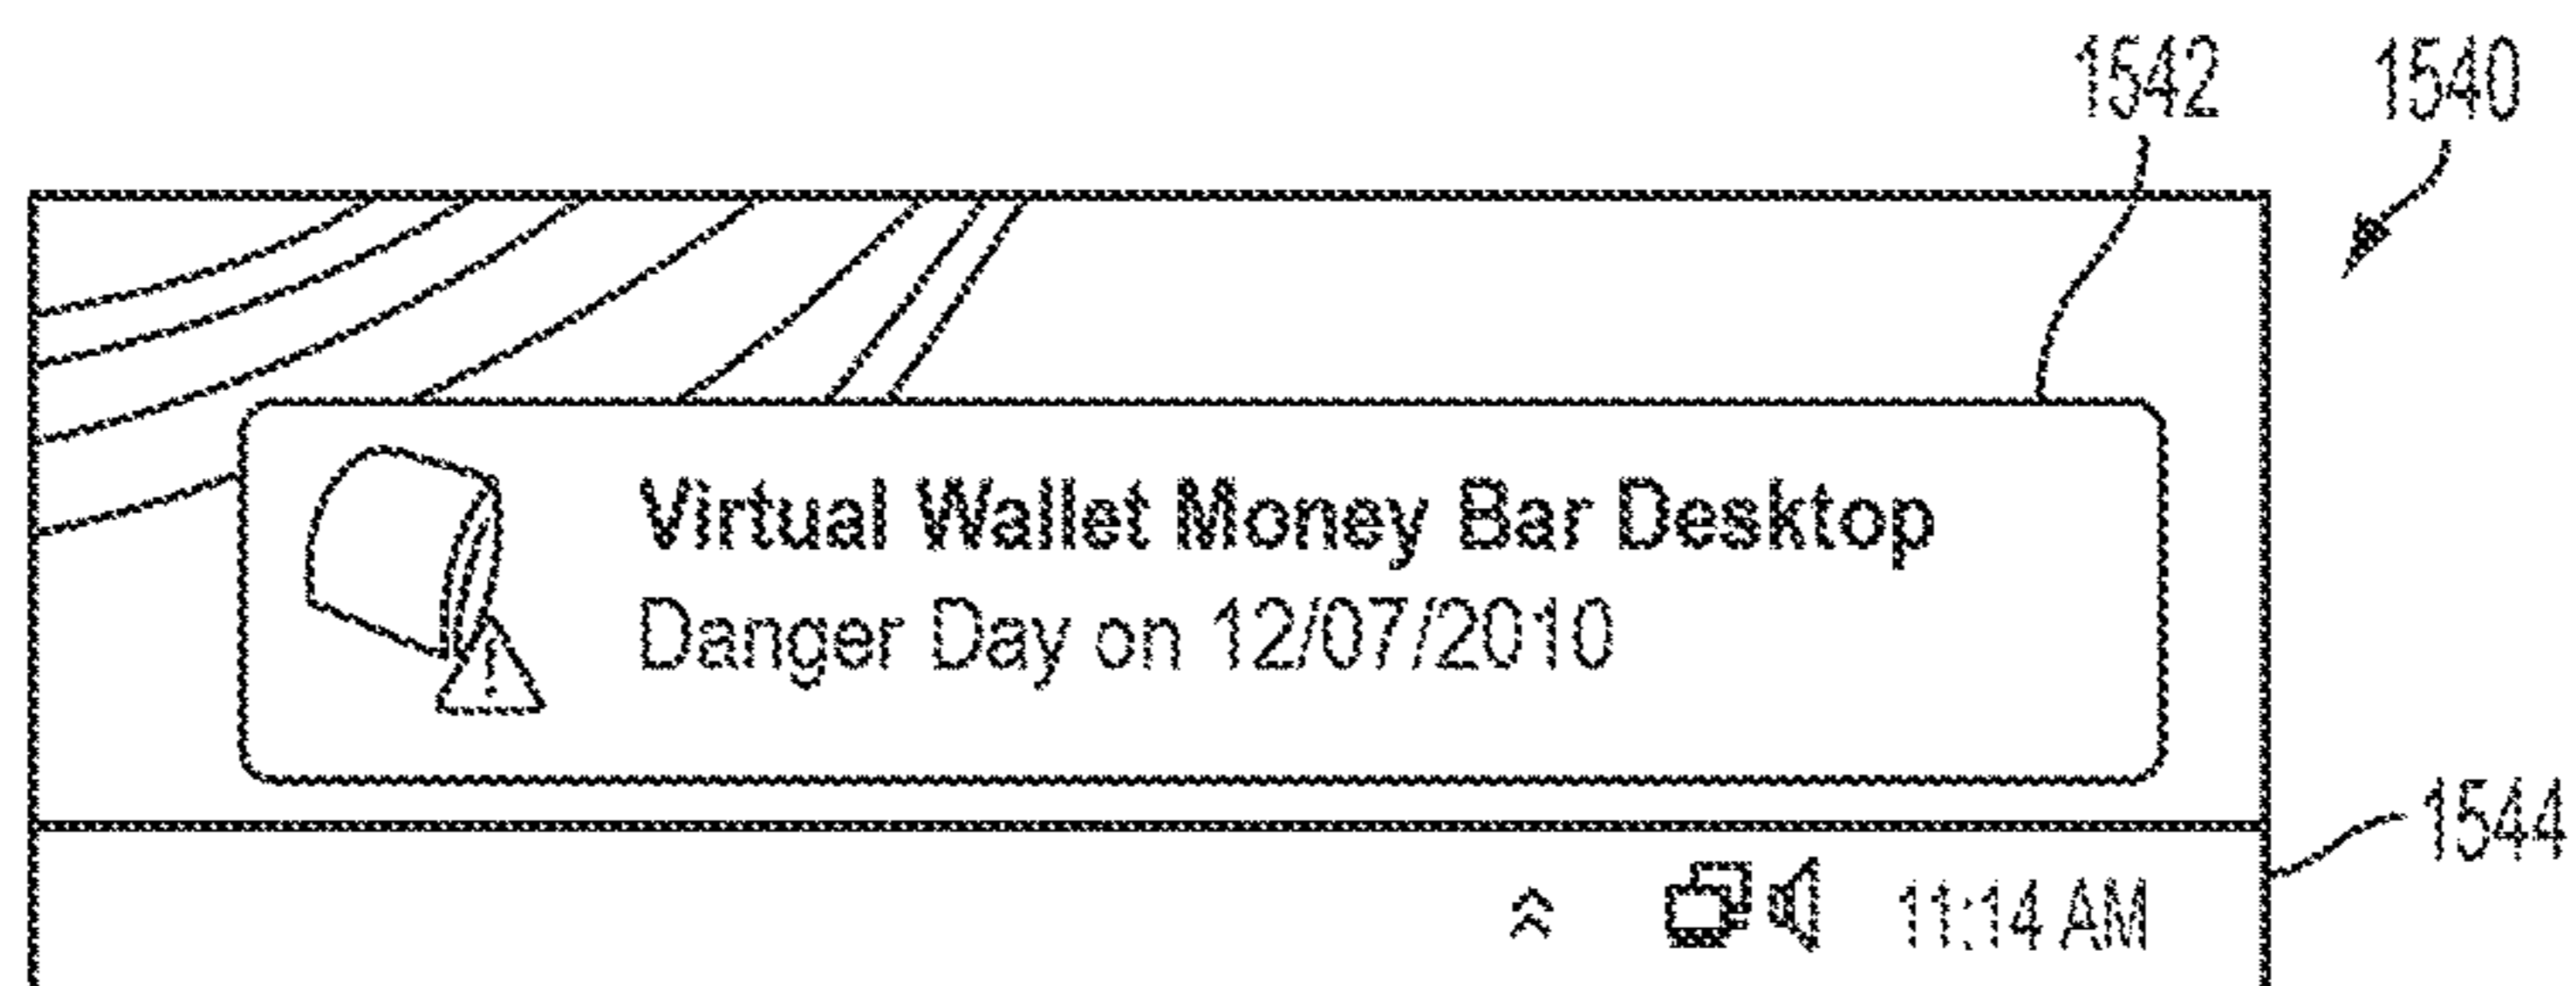 1542
1540
Virtual Wallet Money Bar Desktop
Danger Day on 12/07/2010
1544
11:14 AM